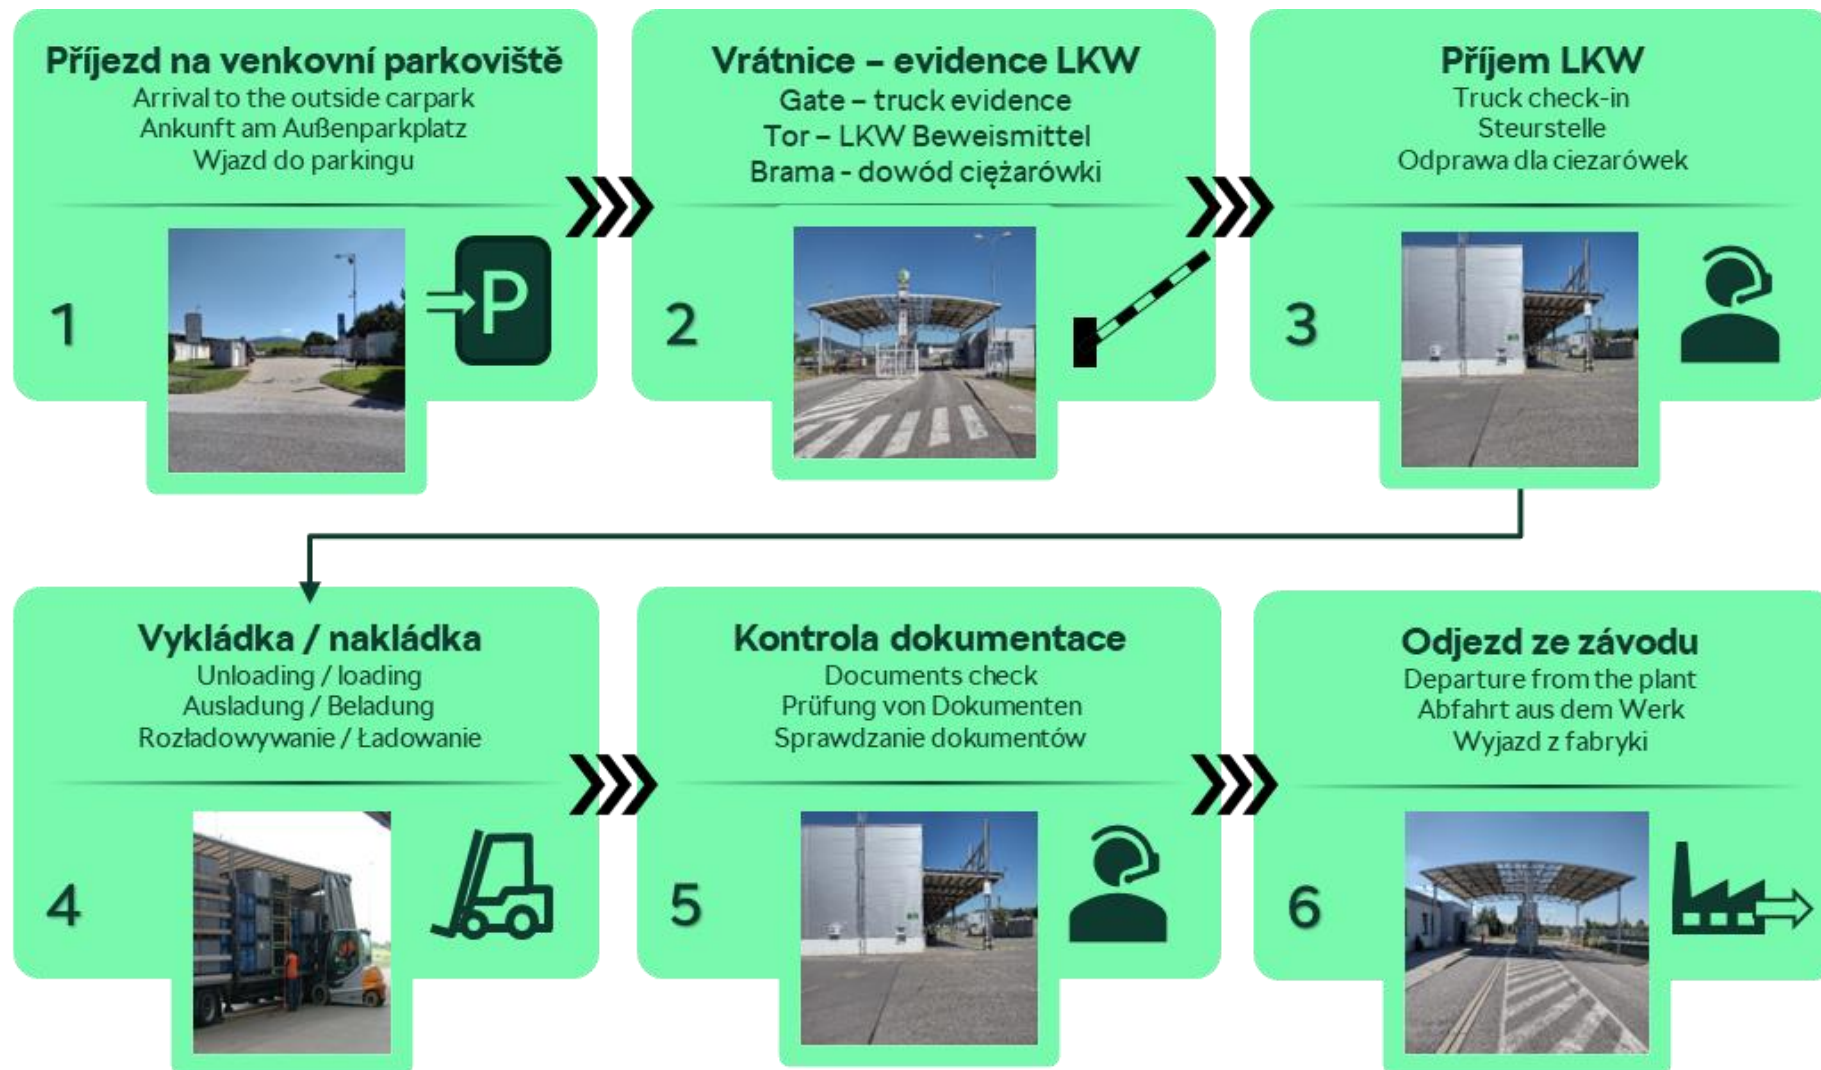 Příjezd na venkovní parkoviště
Arrival to the outside carpark
Ankunft am Außenparkplatz
Wjazd do parkingu
1
P
Vrátnice – evidence LKW
Gate – truck evidence
Tor – LKW Beweismittel
Brama - dowód ciężarówki
2
Příjem LKW
Truck check-in
Steurstelle
Odprawa dla ciezarówek
3
Vykládka / nakládka
Unloading / loading
Ausladung / Beladung
Rozładowywanie / Ładowanie
4
Kontrola dokumentace
Documents check
Prüfung von Dokumenten
Sprawdzanie dokumentów
5
Odjezd ze závodu
Departure from the plant
Abfahrt aus dem Werk
Wyjazd z fabryki
6